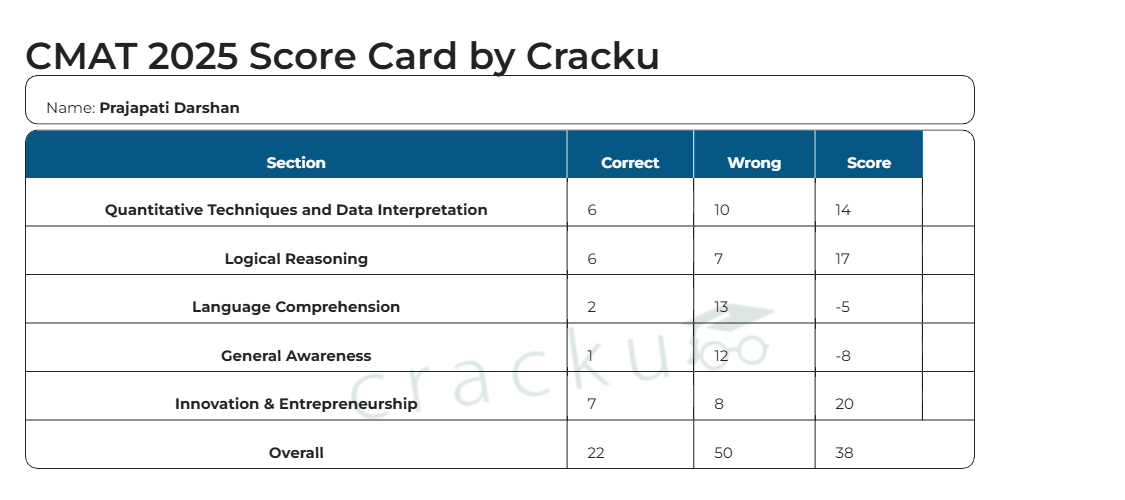 CMAT 2025 Score Card by Cracku
Name: Prajapati Darshan
Section Correct Wrong Score
Quantitative Techniques and Data Interpretation 6 10 14
Logical Reasoning 6 7 17
Language Comprehension 2 13 -5
General Awareness 1 12 -8
Innovation & Entrepreneurship 7 8 20
Overall 22 50 38
cracku